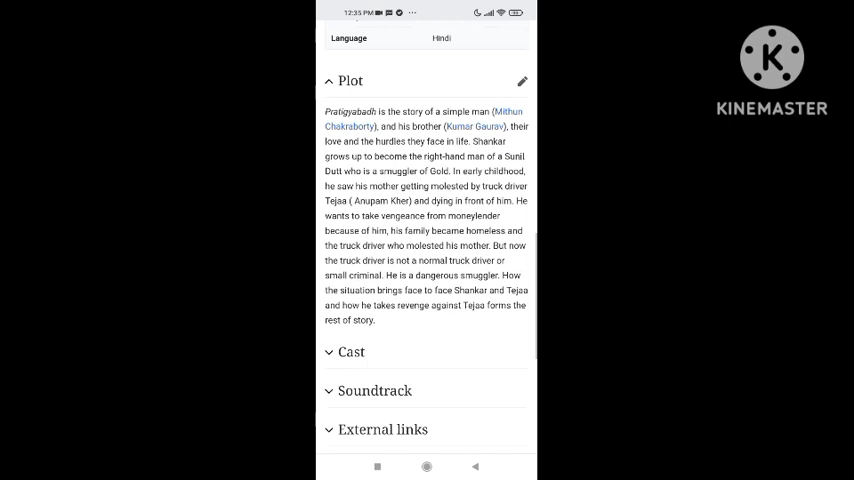 12:35 PM
Language Hindi
Plot
Pratigyabadh is the story of a simple man (Mithun
Chakraborty), and his brother (Kumar Gaurav), their
love and the hurdles they face in life. Shankar
grows up to become the right-hand man of a Sunil
Dutt who is a smuggler of Gold. In early childhood,
he saw his mother getting molested by truck driver
Tejaa ( Anupam Kher) and dying in front of him. He
wants to take vengeance from moneylender
because of him, his family became homeless and
the truck driver who molested his mother. But now
the truck driver is not a normal truck driver or
small criminal. He is a dangerous smuggler. How
the situation brings face to face Shankar and Tejaa
and how he takes revenge against Tejaa forms the
rest of story.
Cast
Soundtrack
External links
K
KINEMASTER